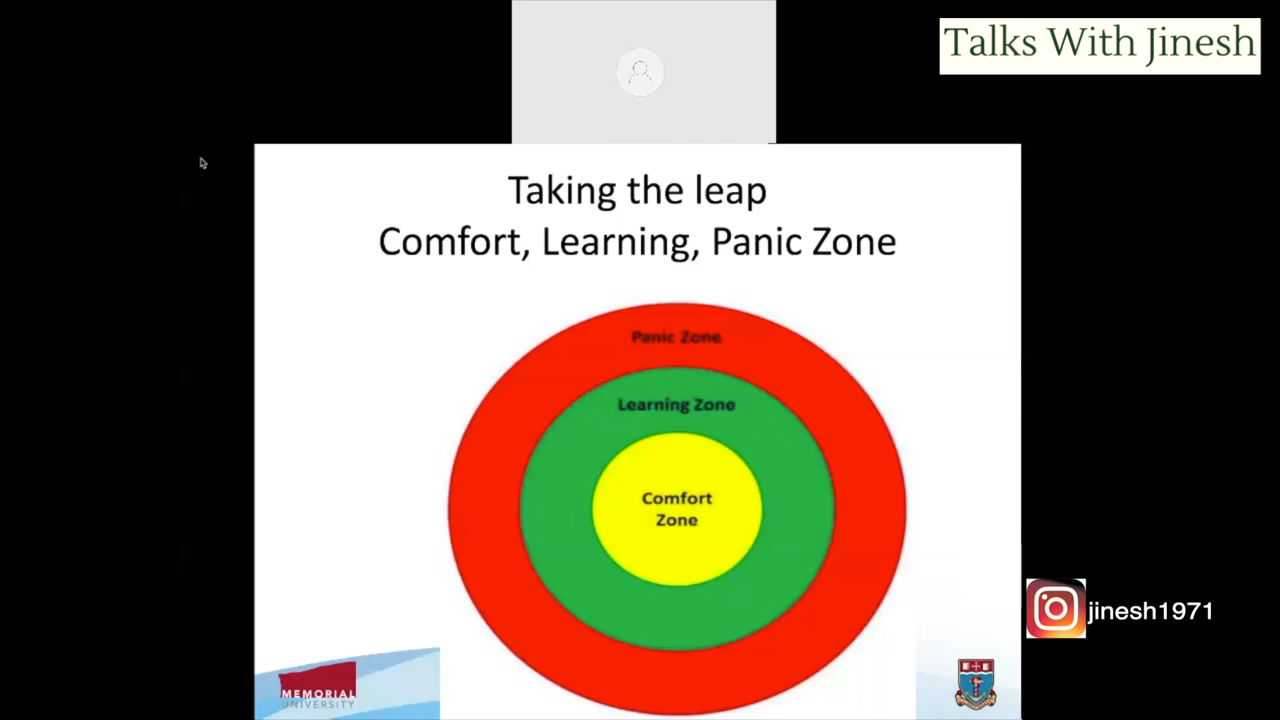 Talks With Jinesh
Taking the leap
Comfort, Learning, Panic Zone
Panic Zone
Learning Zone
Comfort
Zone
jinesh1971
MEMORIAL
UNIVERSITY